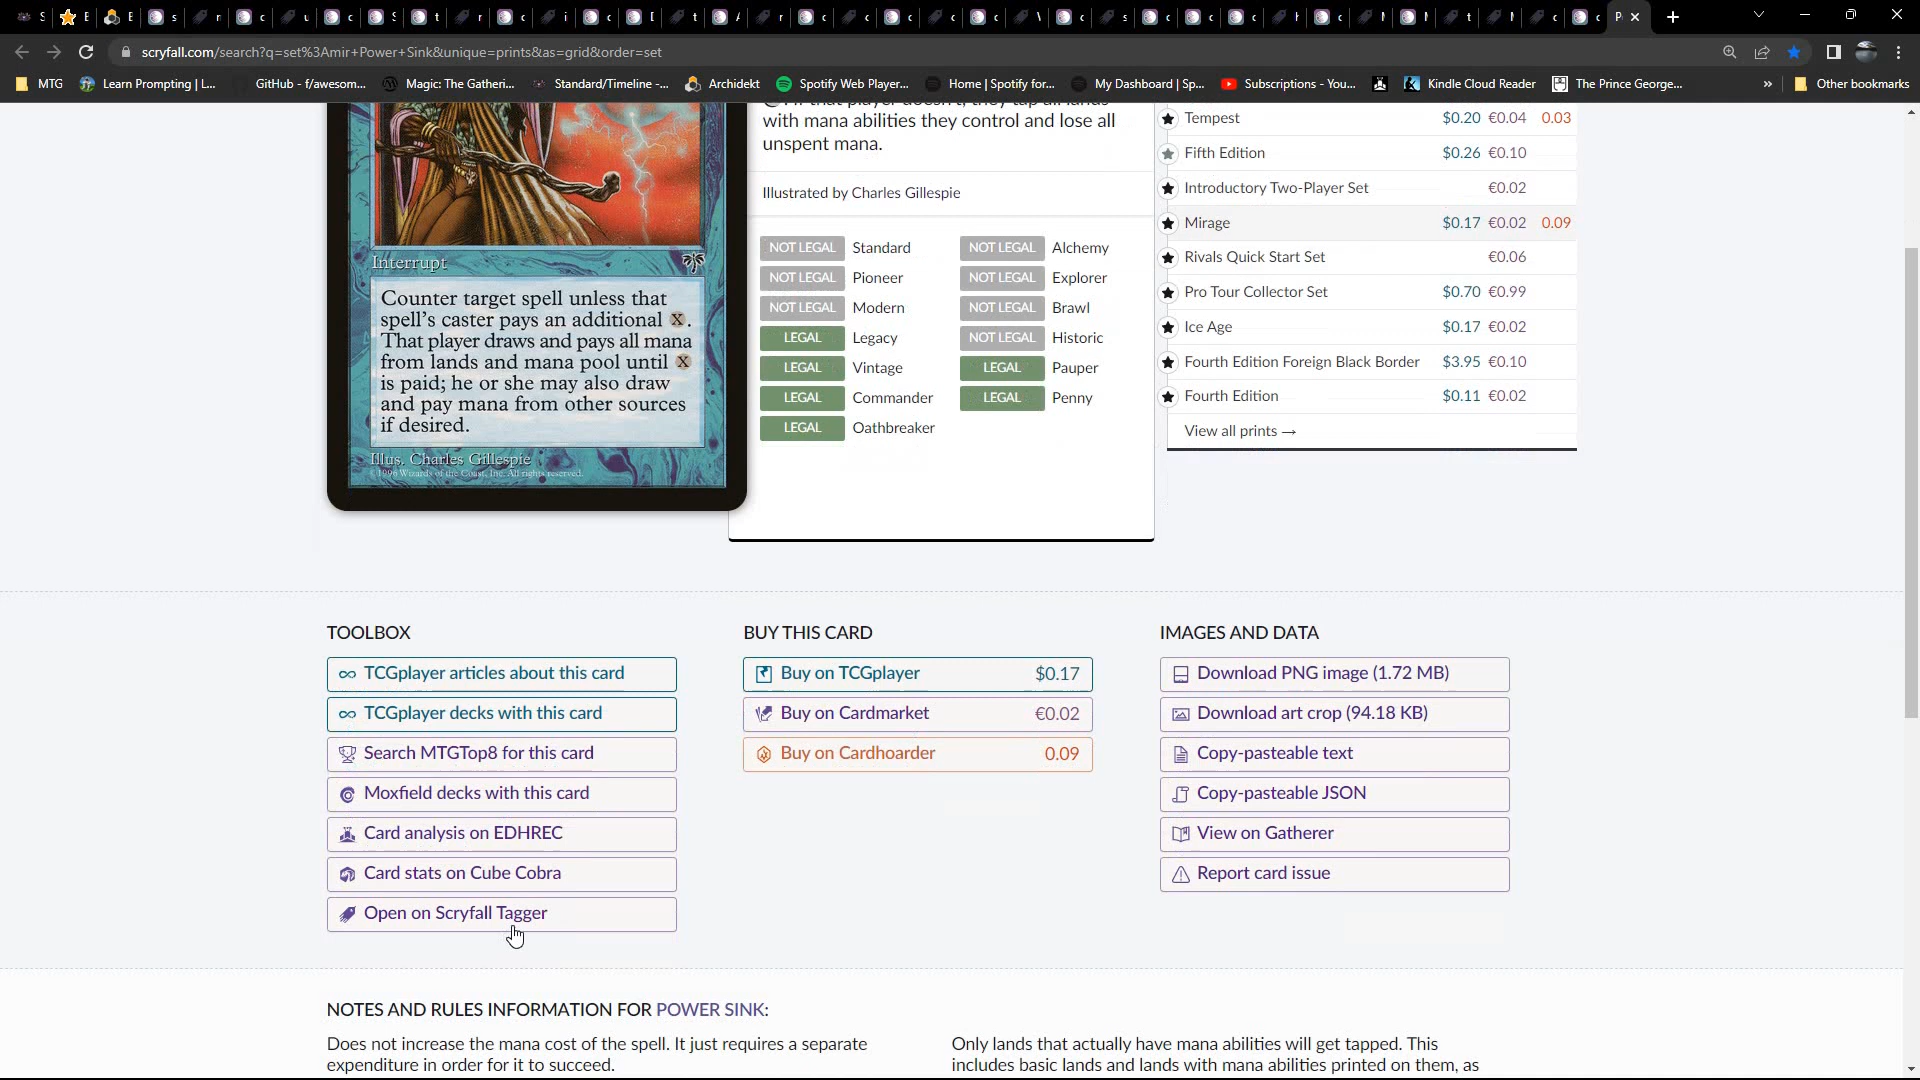 scryfall.com/search?q=set%3Amir+Power+Sink&unique=prints&as=grid&order=set
MTG
Learn Prompting | L...
GitHub - f/awesom...
Magic: The Gatheri...
Standard/Timeline -...
Archidekt
Spotify Web Player...
Home | Spotify for...
My Dashboard | Sp...
Subscriptions - You...
Kindle Cloud Reader
The Prince George...
»
Other bookmarks
Interrupt
Counter target spell unless that
spell's caster pays an additional X.
That player draws and pays all mana
from lands and mana pool until X
is paid; he or she may also draw
and pay mana from other sources
if desired.
Illus. Charles Gillespie
© 1996 Wizards of the Coast, Inc. All rights reserved.
If that player doesn't, they tap all lands
with mana abilities they control and lose all
unspent mana.
Illustrated by Charles Gillespie
NOT LEGAL Standard NOT LEGAL Alchemy
NOT LEGAL Pioneer NOT LEGAL Explorer
NOT LEGAL Modern NOT LEGAL Brawl
LEGAL Legacy NOT LEGAL Historic
LEGAL Vintage LEGAL Pauper
LEGAL Commander LEGAL Penny
LEGAL Oathbreaker
Tempest $0.20 €0.04 0.03
Fifth Edition $0.26 €0.10
Introductory Two-Player Set €0.02
Mirage $0.17 €0.02 0.09
Rivals Quick Start Set €0.06
Pro Tour Collector Set $0.70 €0.99
Ice Age $0.17 €0.02
Fourth Edition Foreign Black Border $3.95 €0.10
Fourth Edition $0.11 €0.02
View all prints →
TOOLBOX
TCGplayer articles about this card
TCGplayer decks with this card
Search MTGTop8 for this card
Moxfield decks with this card
Card analysis on EDHREC
Card stats on Cube Cobra
Open on Scryfall Tagger
BUY THIS CARD
Buy on TCGplayer $0.17
Buy on Cardmarket €0.02
Buy on Cardhoarder 0.09
IMAGES AND DATA
Download PNG image (1.72 MB)
Download art crop (94.18 KB)
Copy-pasteable text
Copy-pasteable JSON
View on Gatherer
Report card issue
NOTES AND RULES INFORMATION FOR POWER SINK:
Does not increase the mana cost of the spell. It just requires a separate
expenditure in order for it to succeed.
Only lands that actually have mana abilities will get tapped. This
includes basic lands and lands with mana abilities printed on them, as